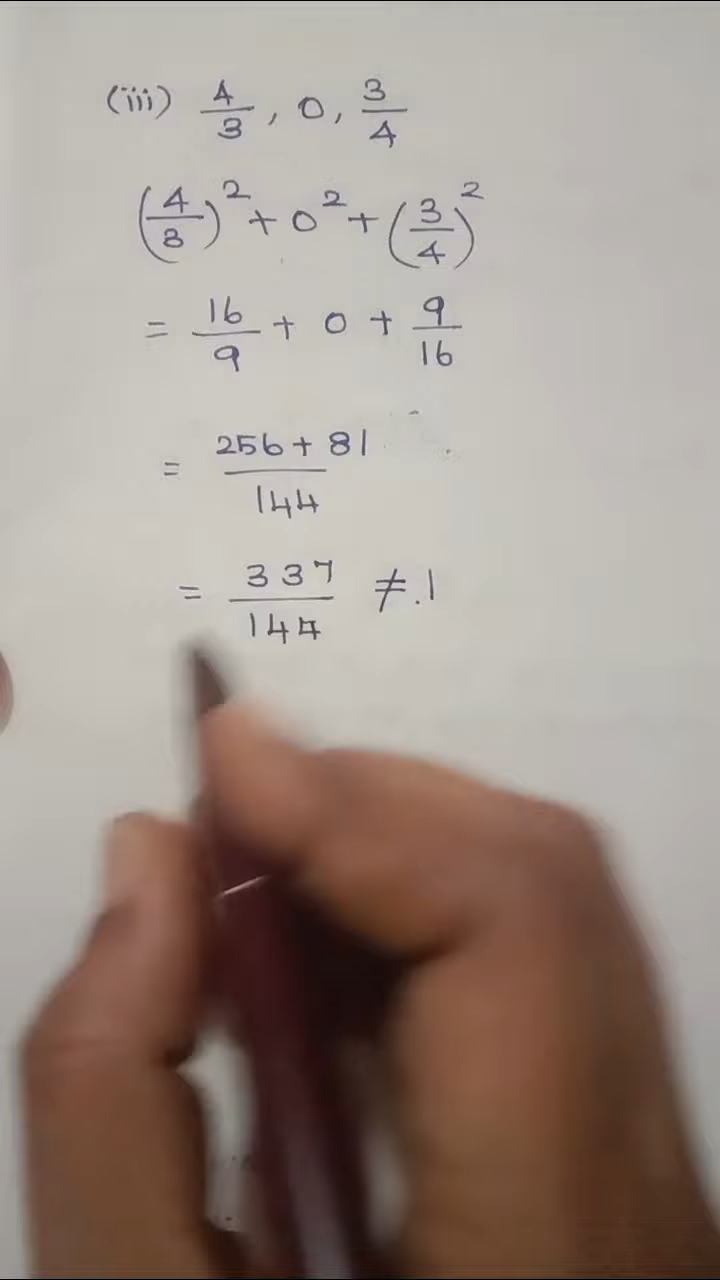 (iii) 4/3, 0, 3/4
(4/3)² + 0² + (3/4)²
= 16/9 + 0 + 9/16
= 256 + 81 / 144
= 337/144 ≠ 1